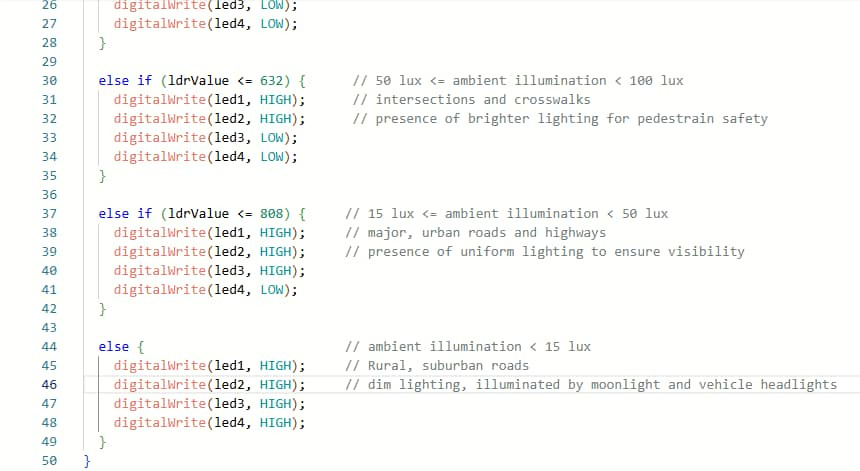 26 digitalWrite(led3, LOW);
27 digitalWrite(led4, LOW);
28 }
29
30 else if (ldrValue <= 632) { // 50 lux <= ambient illumination < 100 lux
31 digitalWrite(led1, HIGH); // intersections and crosswalks
32 digitalWrite(led2, HIGH); // presence of brighter lighting for pedestrain safety
33 digitalWrite(led3, LOW);
34 digitalWrite(led4, LOW);
35 }
36
37 else if (ldrValue <= 808) { // 15 lux <= ambient illumination < 50 lux
38 digitalWrite(led1, HIGH); // major, urban roads and highways
39 digitalWrite(led2, HIGH); // presence of uniform lighting to ensure visibility
40 digitalWrite(led3, HIGH);
41 digitalWrite(led4, LOW);
42 }
43
44 else { // ambient illumination < 15 lux
45 digitalWrite(led1, HIGH); // Rural, suburban roads
46 digitalWrite(led2, HIGH); // dim lighting, illuminated by moonlight and vehicle headlights
47 digitalWrite(led3, HIGH);
48 digitalWrite(led4, HIGH);
49 }
50 }